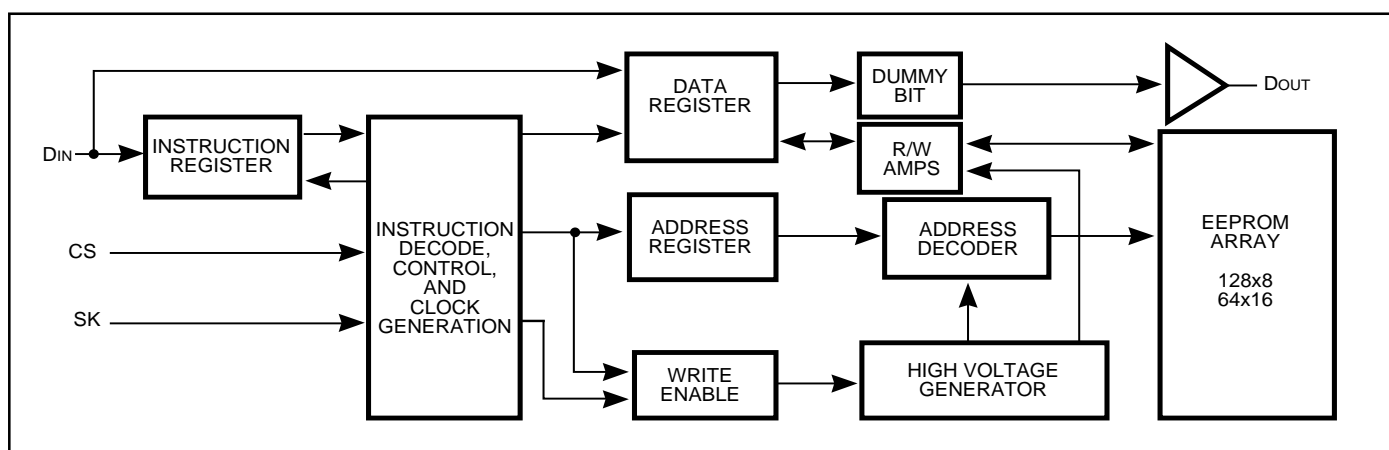 DIN
INSTRUCTION
REGISTER
CS
SK
INSTRUCTION
DECODE,
CONTROL,
AND
CLOCK
GENERATION
DATA
REGISTER
DUMMY
BIT
DOUT
R/W
AMPS
ADDRESS
REGISTER
ADDRESS
DECODER
WRITE
ENABLE
HIGH VOLTAGE
GENERATOR
EEPROM
ARRAY
128x8
64x16